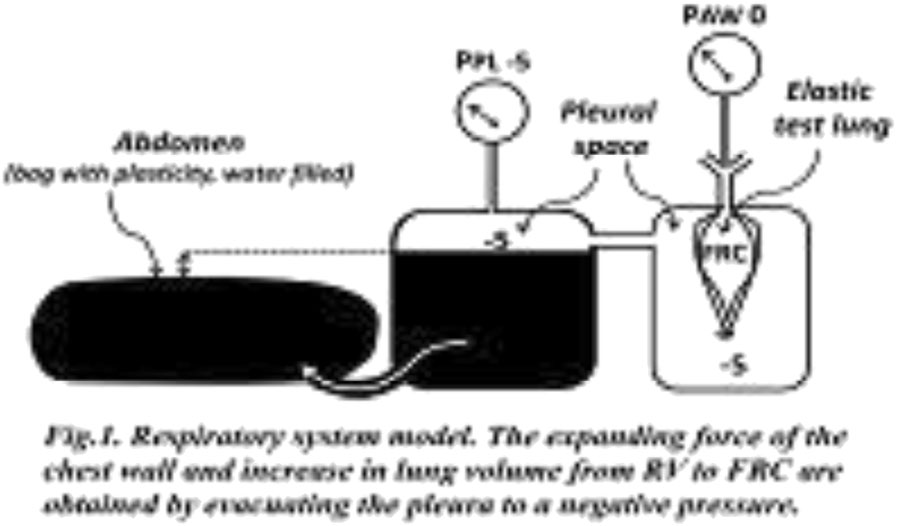 PAW 0
PPL -5
Elastic
test lung
Pleural
space
Abdomen
(bag with plasticity, water filled)
-5
FRC
-5
Fig.1. Respiratory system model. The expanding force of the
chest wall and increase in lung volume from RV to FRC are
obtained by evacuating the pleura to a negative pressure.